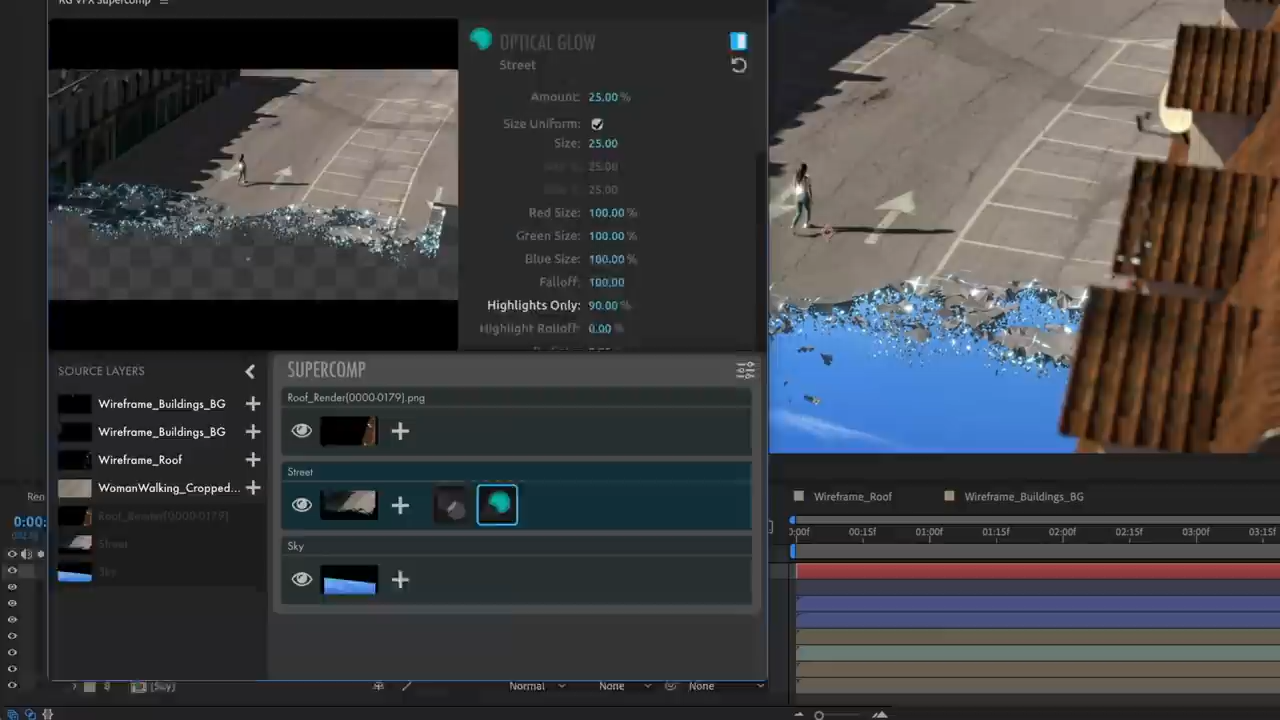 RG VFX Supercomp
OPTICAL GLOW
Street
Amount: 25.00 %
Size Uniform:
Size: 25.00
25.00
25.00
Red Size: 100.00 %
Green Size: 100.00 %
Blue Size: 100.00 %
Falloff: 100.00
Highlights Only: 90.00 %
Highlight Rolloff: 0.00 %
SOURCE LAYERS
Wireframe_Buildings_BG
Wireframe_Buildings_BG
Wireframe_Roof
WomanWalking_Cropped...
Roof_Render[0000-0179]
Street
Sky
SUPERCOMP
Roof_Render[0000-0179].png
Street
Sky
Ren
0:00:
Wireframe_Roof
Wireframe_Buildings_BG
0:00f 00:15f 01:00f 01:15f 02:00f 02:15f 03:00f 03:15f
[Sky]
Normal
None
None